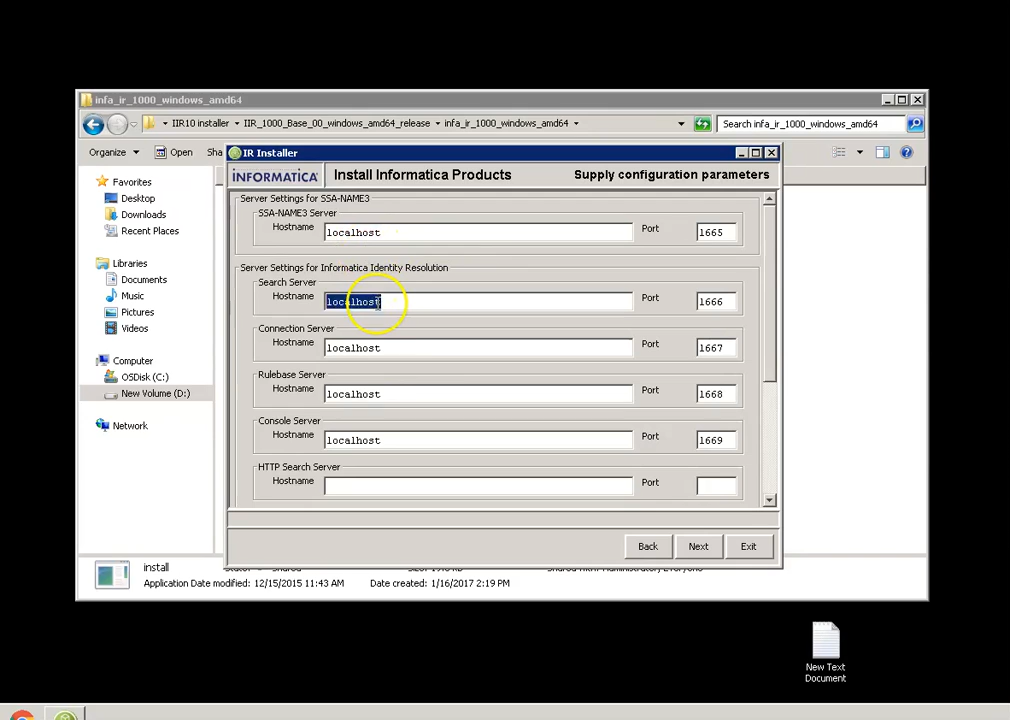 infa_ir_1000_windows_amd64
IIR10 installer
IIR_1000_Base_00_windows_amd64_release
infa_ir_1000_windows_amd64
Search infa_ir_1000_windows_amd64
Organize
Open
Sha
Favorites
Desktop
Downloads
Recent Places
Libraries
Documents
Music
Pictures
Videos
Computer
OSDisk (C:)
New Volume (D:)
Network
IR Installer
INFORMATICA
Install Informatica Products
Supply configuration parameters
Server Settings for SSA-NAME3
SSA-NAME3 Server
Hostname localhost Port 1665
Server Settings for Informatica Identity Resolution
Search Server
Hostname localhost Port 1666
Connection Server
Hostname localhost Port 1667
Rulebase Server
Hostname localhost Port 1668
Console Server
Hostname localhost Port 1669
HTTP Search Server
Hostname Port
Back Next Exit
install
Application Date modified: 12/15/2015 11:43 AM
Date created: 1/16/2017 2:19 PM
New Text
Document